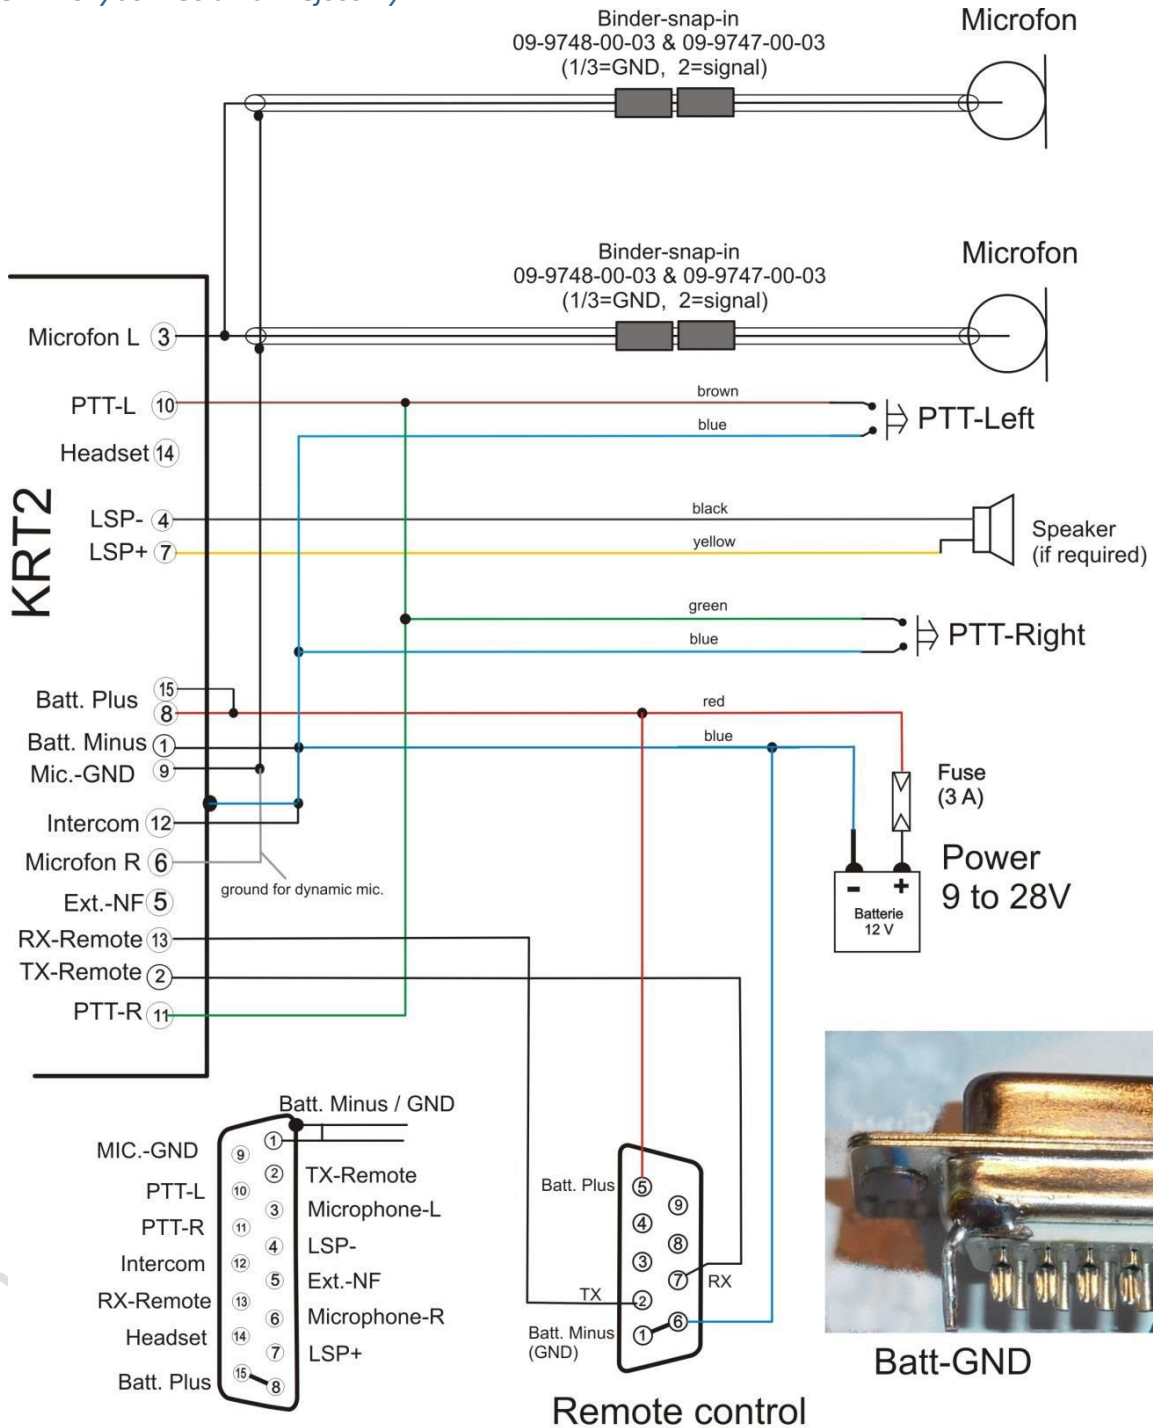 Binder-snap-in
09-9748-00-03 & 09-9747-00-03
(1/3=GND, 2=signal)
Microfon
Binder-snap-in
09-9748-00-03 & 09-9747-00-03
(1/3=GND, 2=signal)
Microfon
KRT2
Microfon L 3
PTT-L 10
brown
blue
PTT-Left
Headset 14
LSP- 4
black
LSP+ 7
yellow
Speaker
(if required)
green
blue
PTT-Right
15
Batt. Plus
8
red
Batt. Minus 1
blue
Mic.-GND 9
Fuse
(3 A)
Intercom 12
Microfon R 6
ground for dynamic mic.
Power
9 to 28V
- +
Batterie
12 V
Ext.-NF 5
RX-Remote 13
TX-Remote 2
PTT-R 11
Batt. Minus / GND
1
MIC.-GND 9
2 TX-Remote
PTT-L 10
3 Microphone-L
PTT-R 11
4 LSP-
Intercom 12
5 Ext.-NF
RX-Remote 13
6 Microphone-R
Headset 14
7 LSP+
Batt. Plus 15
8
Batt. Plus 5
9
4
8
3
7 RX
TX 2
6
Batt. Minus 1
(GND)
Remote control
Batt-GND